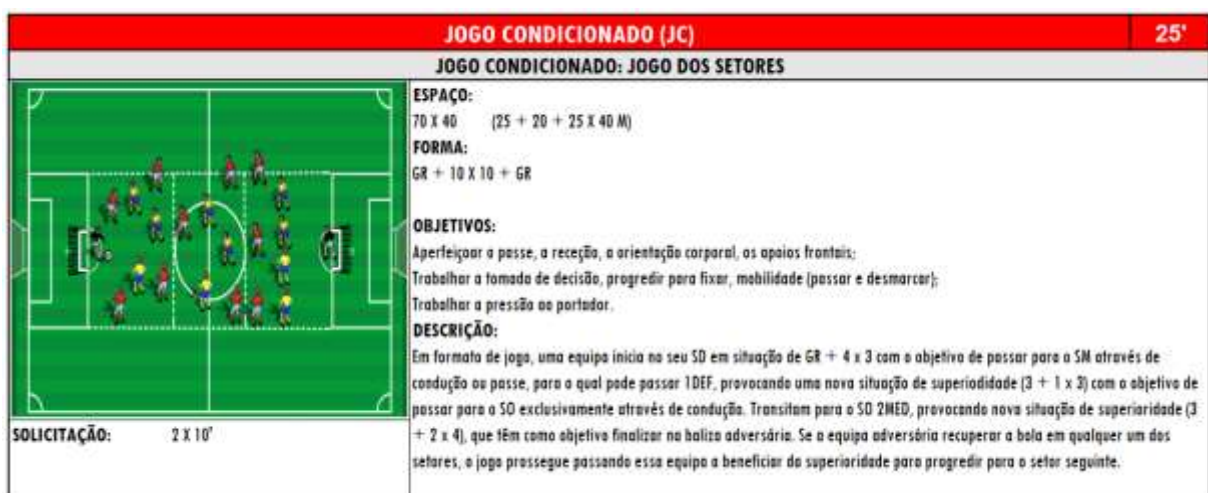 JOGO CONDICIONADO (JC)
25'
JOGO CONDICIONADO: JOGO DOS SETORES
ESPAÇO:
70 X 40 (25 + 20 + 25 X 40 M)
FORMA:
GR + 10 X 10 + GR
OBJETIVOS:
Aperfeiçoar o passe, a receção, a orientação corporal, os apoios frontais;
Trabalhar a tomada de decisão, progredir para fixar, mobilidade (passar e desmarcar);
Trabalhar a pressão ao portador.
DESCRIÇÃO:
Em formato de jogo, uma equipa inicia no seu SD em situação de GR + 4 x 3 com o objetivo de passar para o SM através de
condução ou passe, para o qual pode passar 1DEF, provocando uma nova situação de superiodidade (3 + 1 x 3) com o objetivo de
passar para o SO exclusivamente através de condução. Transitam para o SO 2MED, provocando nova situação de superioridade (3
+ 2 x 4), que têm como objetivo finalizar na baliza adversária. Se a equipa adversária recuperar a bola em qualquer um dos
setores, o jogo prossegue passando essa equipa a beneficiar da superioridade para progredir para o setor seguinte.
SOLICITAÇÃO: 2 X 10'